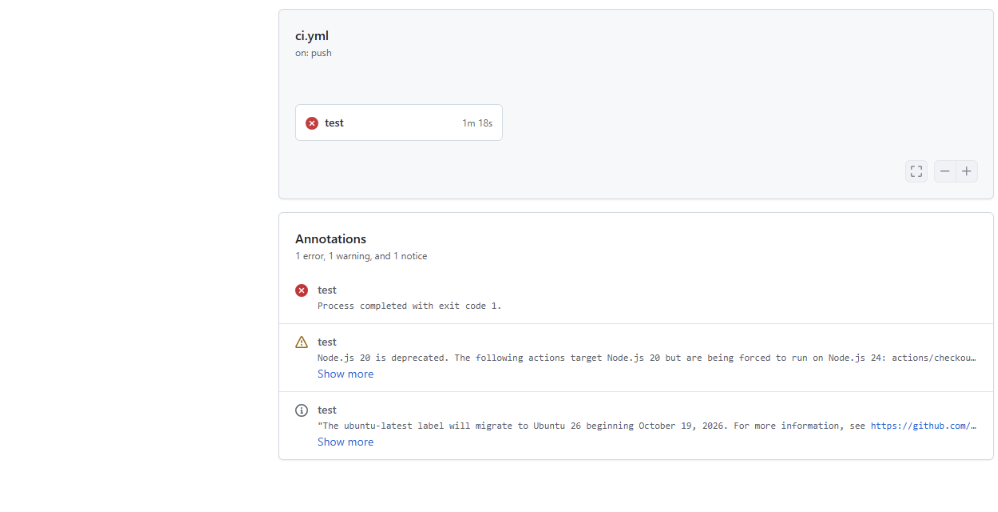 ci.yml
on: push
test 1m 18s
Annotations
1 error, 1 warning, and 1 notice
test
Process completed with exit code 1.
test
Node.js 20 is deprecated. The following actions target Node.js 20 but are being forced to run on Node.js 24: actions/checkou…
Show more
test
"The ubuntu-latest label will migrate to Ubuntu 26 beginning October 19, 2026. For more information, see https://github.com/…
Show more